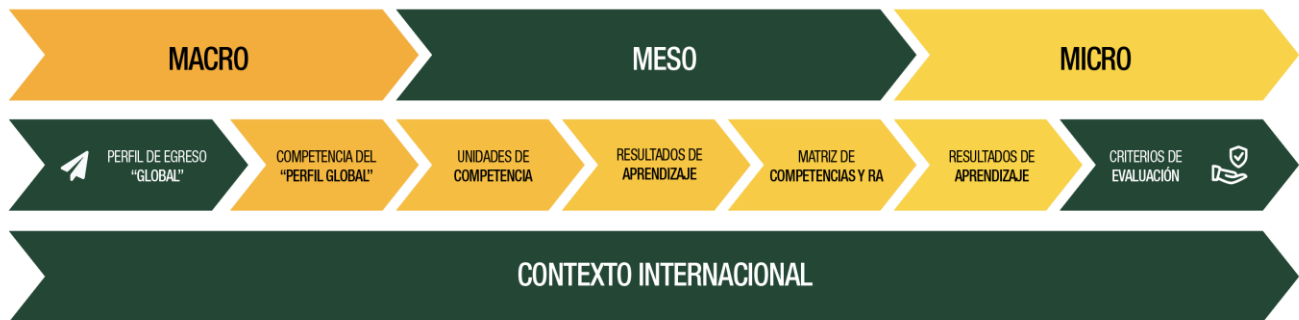 MACRO
MESO
MICRO
PERFIL DE EGRESO
“GLOBAL”
COMPETENCIA DEL
“PERFIL GLOBAL”
UNIDADES DE
COMPETENCIA
RESULTADOS DE
APRENDIZAJE
MATRIZ DE
COMPETENCIAS Y RA
RESULTADOS DE
APRENDIZAJE
CRITERIOS DE
EVALUACIÓN
CONTEXTO INTERNACIONAL